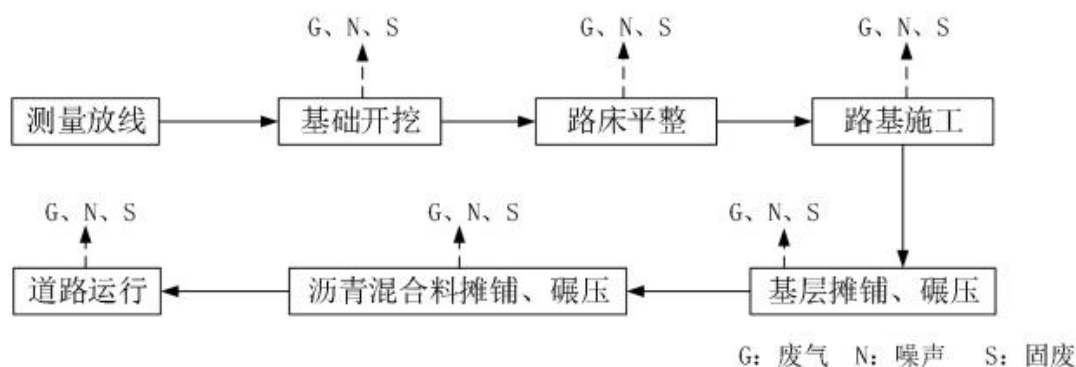 G、N、S
G、N、S
G、N、S
测量放线
基础开挖
路床平整
路基施工
G、N、S
G、N、S
G、N、S
道路运行
沥青混合料摊铺、碾压
基层摊铺、碾压
G：废气 N：噪声 S：固废